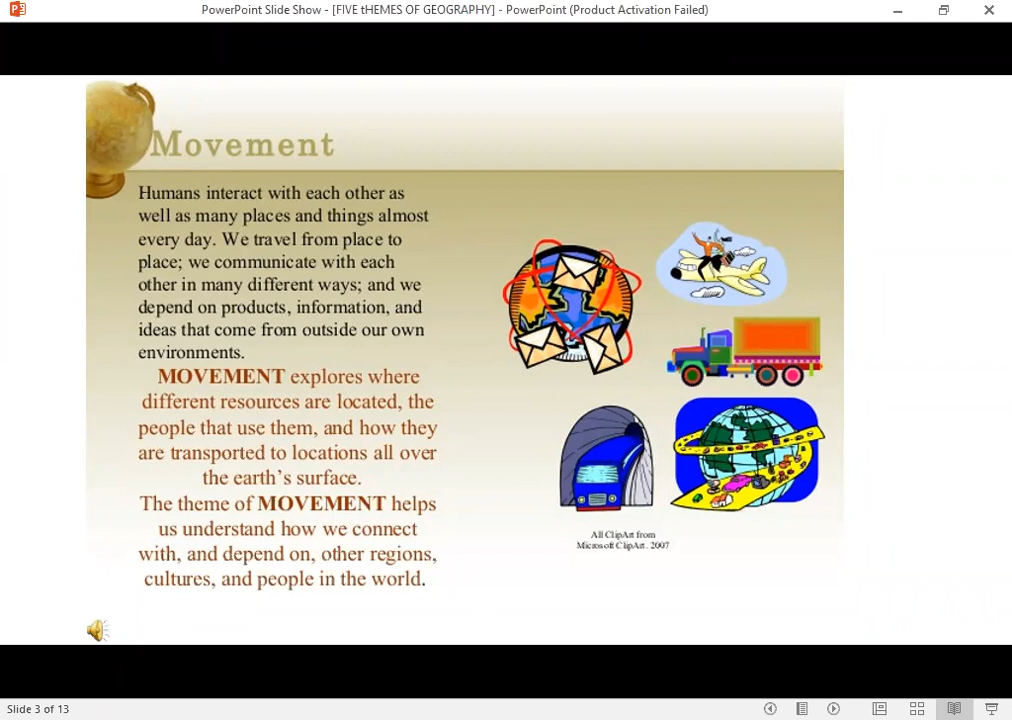 PowerPoint Slide Show - [FIVE tHEMES OF GEOGRAPHY] - PowerPoint (Product Activation Failed)
Movement
Humans interact with each other as
well as many places and things almost
every day. We travel from place to
place; we communicate with each
other in many different ways; and we
depend on products, information, and
ideas that come from outside our own
environments.
MOVEMENT explores where
different resources are located, the
people that use them, and how they
are transported to locations all over
the earth's surface.
The theme of MOVEMENT helps
us understand how we connect
with, and depend on, other regions,
cultures, and people in the world.
All ClipArt from
Microsoft ClipArt. 2007
Slide 3 of 13